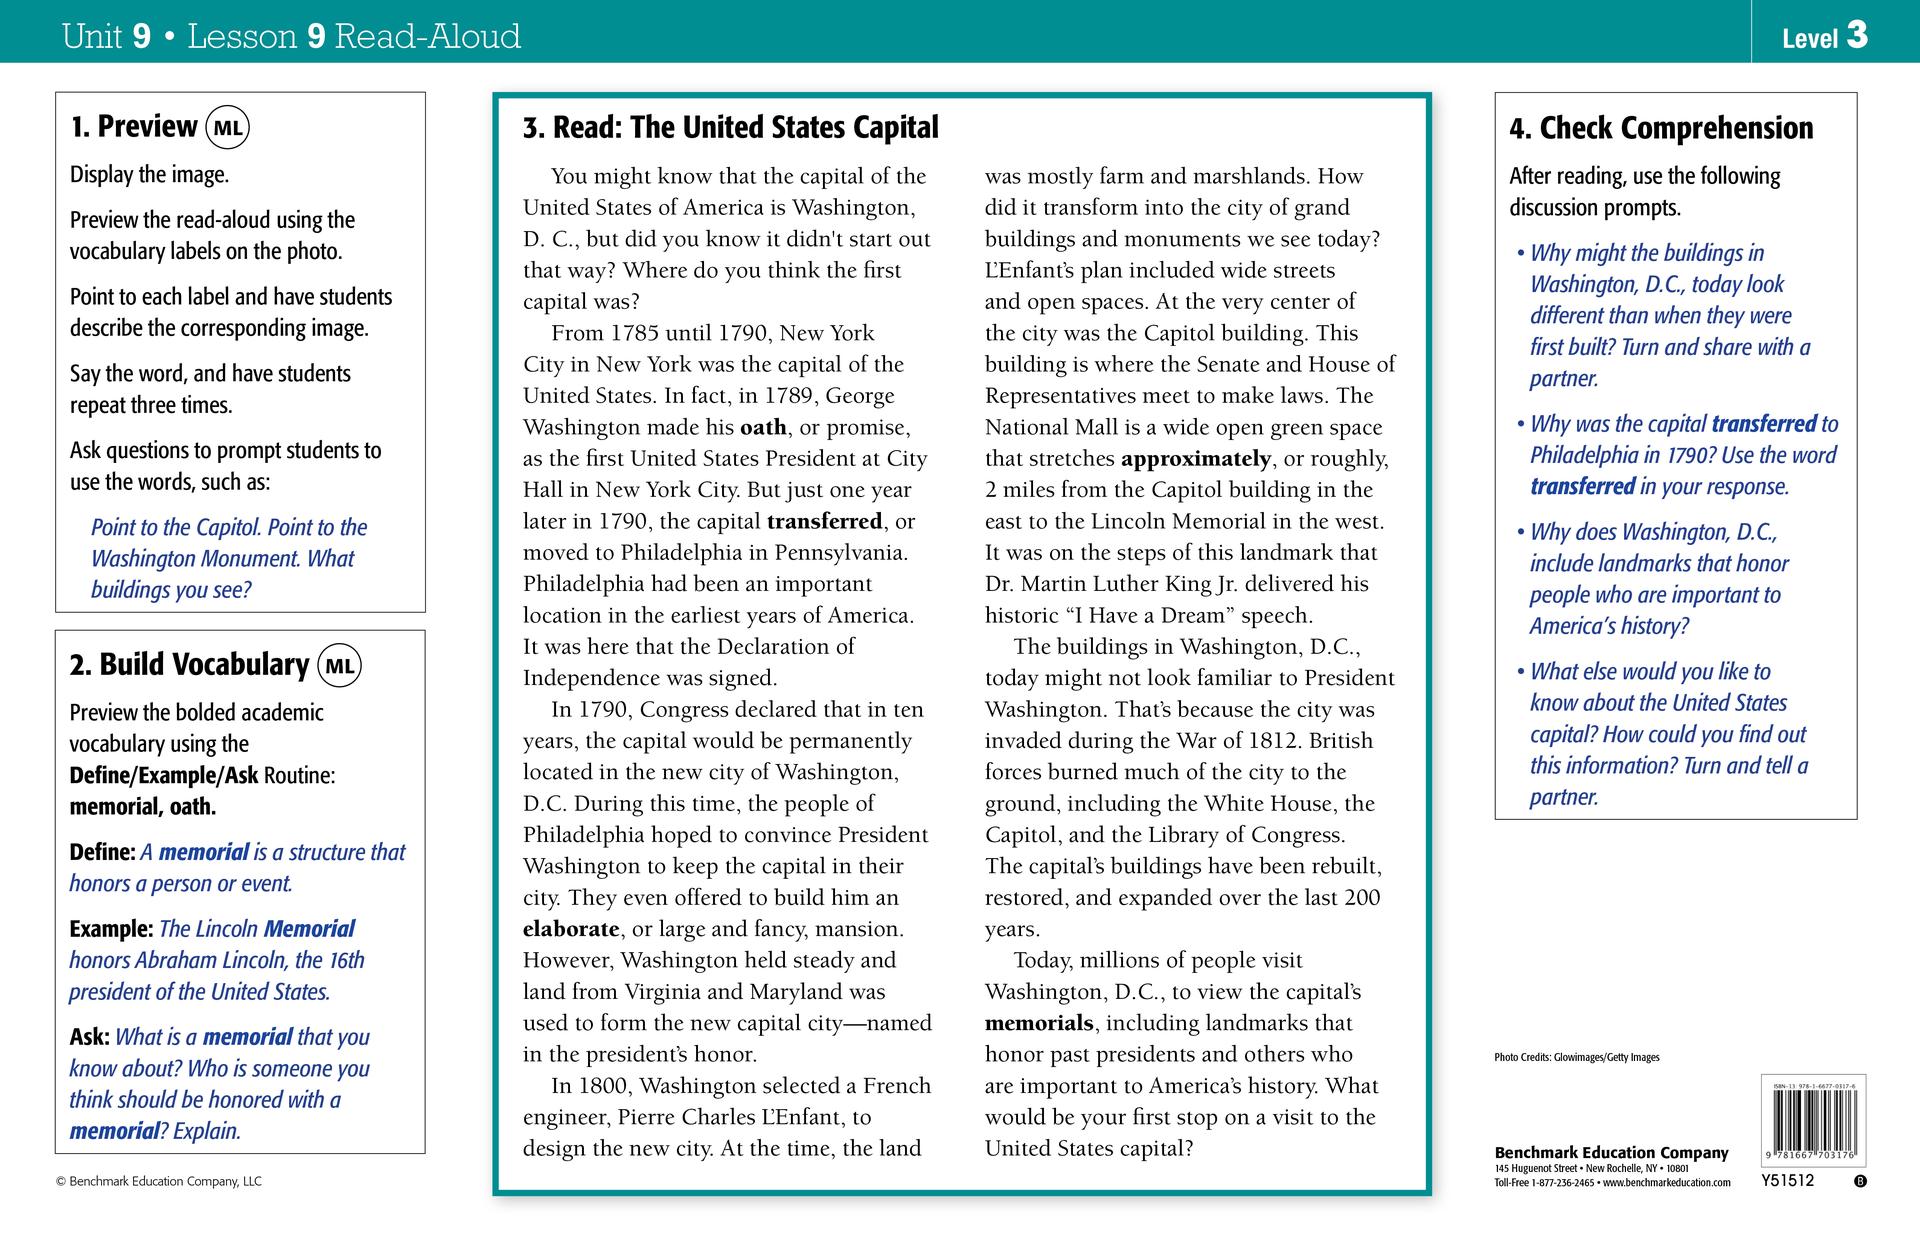 Unit 9 • Lesson 9 Read-Aloud
Level 3
1. Preview ML
Display the image.
Preview the read-aloud using the
vocabulary labels on the photo.
Point to each label and have students
describe the corresponding image.
Say the word, and have students
repeat three times.
Ask questions to prompt students to
use the words, such as:
Point to the Capitol. Point to the
Washington Monument. What
buildings you see?
2. Build Vocabulary ML
Preview the bolded academic
vocabulary using the
Define/Example/Ask Routine:
memorial, oath.
Define: A memorial is a structure that
honors a person or event.
Example: The Lincoln Memorial
honors Abraham Lincoln, the 16th
president of the United States.
Ask: What is a memorial that you
know about? Who is someone you
think should be honored with a
memorial? Explain.
© Benchmark Education Company, LLC
3. Read: The United States Capital
You might know that the capital of the
United States of America is Washington,
D. C., but did you know it didn't start out
that way? Where do you think the first
capital was?
From 1785 until 1790, New York
City in New York was the capital of the
United States. In fact, in 1789, George
Washington made his oath, or promise,
as the first United States President at City
Hall in New York City. But just one year
later in 1790, the capital transferred, or
moved to Philadelphia in Pennsylvania.
Philadelphia had been an important
location in the earliest years of America.
It was here that the Declaration of
Independence was signed.
In 1790, Congress declared that in ten
years, the capital would be permanently
located in the new city of Washington,
D.C. During this time, the people of
Philadelphia hoped to convince President
Washington to keep the capital in their
city. They even offered to build him an
elaborate, or large and fancy, mansion.
However, Washington held steady and
land from Virginia and Maryland was
used to form the new capital city—named
in the president’s honor.
In 1800, Washington selected a French
engineer, Pierre Charles L’Enfant, to
design the new city. At the time, the land
was mostly farm and marshlands. How
did it transform into the city of grand
buildings and monuments we see today?
L’Enfant’s plan included wide streets
and open spaces. At the very center of
the city was the Capitol building. This
building is where the Senate and House of
Representatives meet to make laws. The
National Mall is a wide open green space
that stretches approximately, or roughly,
2 miles from the Capitol building in the
east to the Lincoln Memorial in the west.
It was on the steps of this landmark that
Dr. Martin Luther King Jr. delivered his
historic “I Have a Dream” speech.
The buildings in Washington, D.C.,
today might not look familiar to President
Washington. That’s because the city was
invaded during the War of 1812. British
forces burned much of the city to the
ground, including the White House, the
Capitol, and the Library of Congress.
The capital’s buildings have been rebuilt,
restored, and expanded over the last 200
years.
Today, millions of people visit
Washington, D.C., to view the capital’s
memorials, including landmarks that
honor past presidents and others who
are important to America’s history. What
would be your first stop on a visit to the
United States capital?
4. Check Comprehension
After reading, use the following
discussion prompts.
• Why might the buildings in
Washington, D.C., today look
different than when they were
first built? Turn and share with a
partner.
• Why was the capital transferred to
Philadelphia in 1790? Use the word
transferred in your response.
• Why does Washington, D.C.,
include landmarks that honor
people who are important to
America’s history?
• What else would you like to
know about the United States
capital? How could you find out
this information? Turn and tell a
partner.
Photo Credits: Glowimages/Getty Images
Benchmark Education Company
145 Huguenot Street • New Rochelle, NY • 10801
Toll-Free 1-877-236-2465 • www.benchmarkeducation.com
ISBN-13 978-1-6677-0317-6
9 781667 703176
Y51512
B